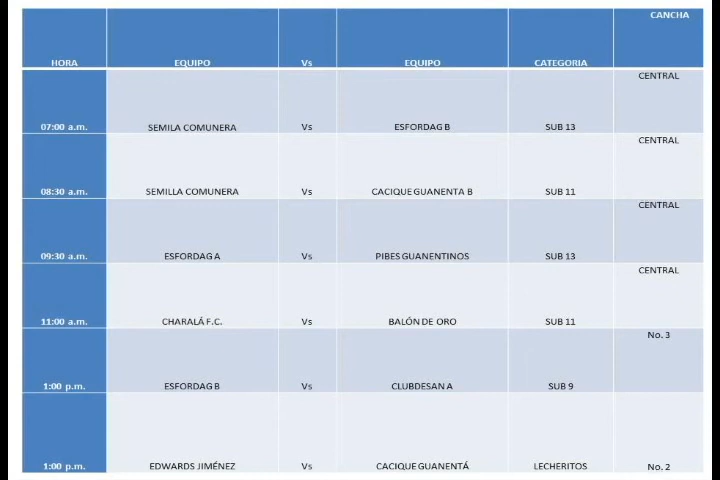 HORA EQUIPO Vs EQUIPO CATEGORIA CANCHA
07:00 a.m. SEMILA COMUNERA Vs ESFORDAG B SUB 13 CENTRAL
08:30 a.m. SEMILLA COMUNERA Vs CACIQUE GUANENTA B SUB 11 CENTRAL
09:30 a.m. ESFORDAG A Vs PIBES GUANENTINOS SUB 13 CENTRAL
11:00 a.m. CHARALÁ F.C. Vs BALÓN DE ORO SUB 11 CENTRAL
1:00 p.m. ESFORDAG B Vs CLUBDESAN A SUB 9 No. 3
1:00 p.m. EDWARDS JIMÉNEZ Vs CACIQUE GUANENTÁ LECHERITOS No. 2